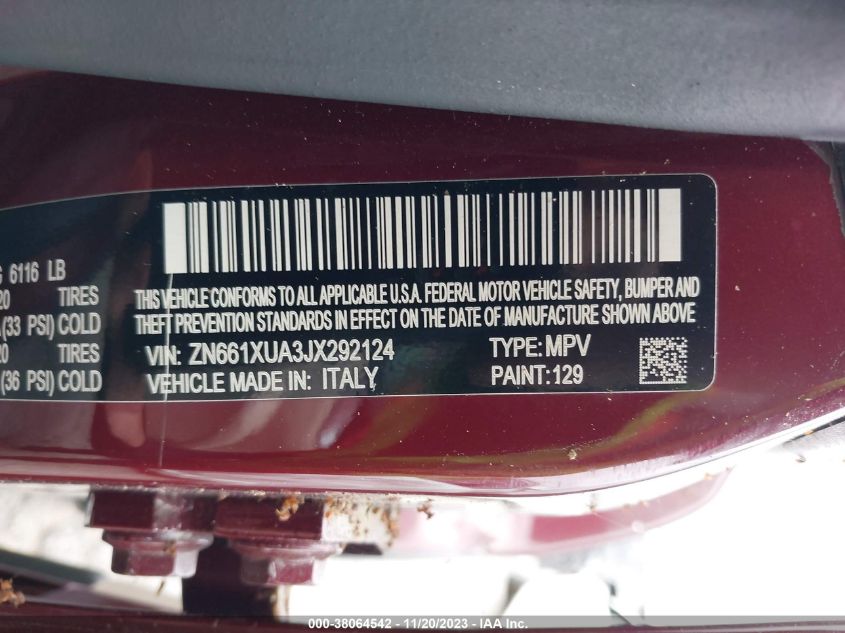 6116 LB
20 TIRES
(33 PSI) COLD
20 TIRES
(36 PSI) COLD
THIS VEHICLE CONFORMS TO ALL APPLICABLE U.S.A. FEDERAL MOTOR VEHICLE SAFETY, BUMPER AND
THEFT PREVENTION STANDARDS IN EFFECT ON THE DATE OF MANUFACTURE SHOWN ABOVE
VIN: ZN661XUA3JX292124 TYPE: MPV
VEHICLE MADE IN: ITALY PAINT: 129
000-38064542 - 11/20/2023 - IAA Inc.